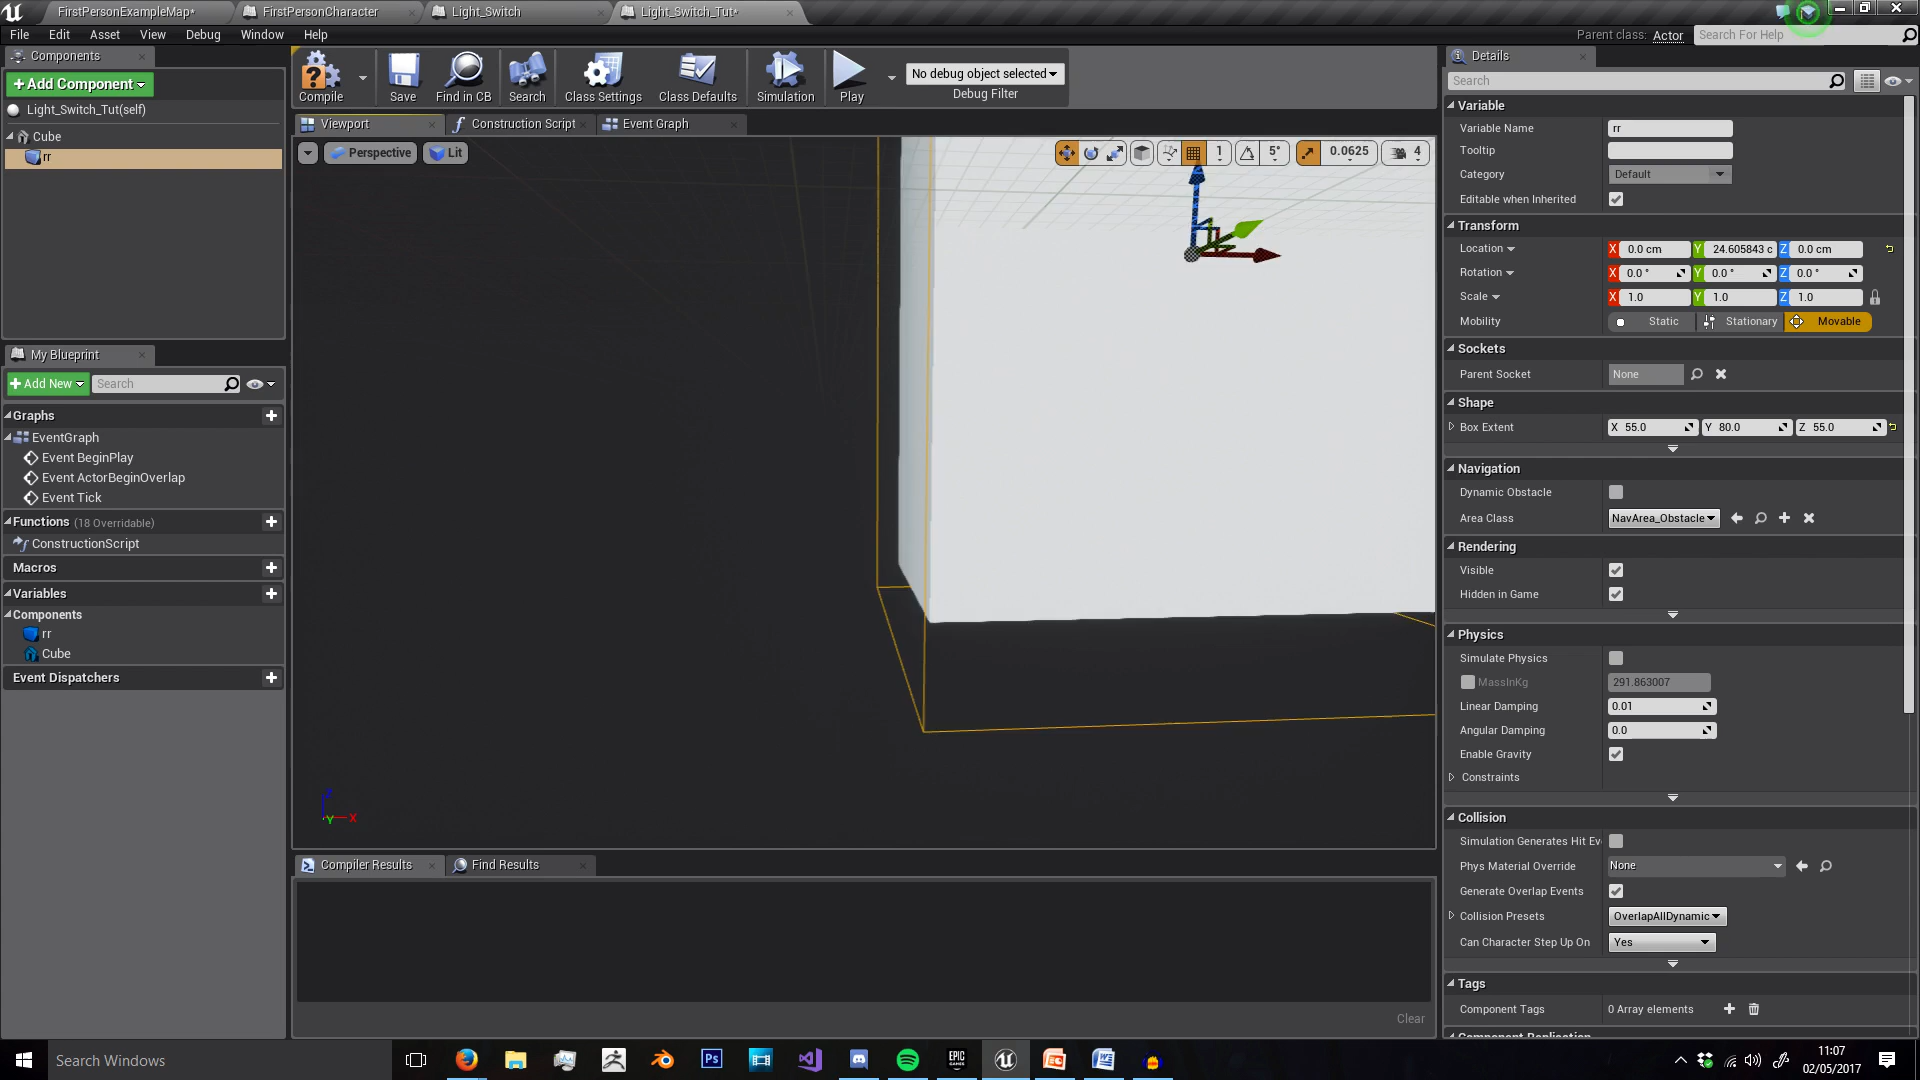 FirstPersonExampleMap*
FirstPersonCharacter
Light_Switch
Light_Switch_Tut*
File Edit Asset View Debug Window Help
Parent class: Actor
Search For Help
Components
+ Add Component
Light_Switch_Tut(self)
Cube
rr
Compile
Save
Find in CB
Search
Class Settings
Class Defaults
Simulation
Play
No debug object selected
Debug Filter
Viewport
Construction Script
Event Graph
Perspective
Lit
1
5°
0.0625
4
X
Y
Z
My Blueprint
+ Add New
Search
Graphs
EventGraph
Event BeginPlay
Event ActorBeginOverlap
Event Tick
Functions (18 Overridable)
ConstructionScript
Macros
Variables
Components
rr
Cube
Event Dispatchers
Compiler Results
Find Results
Clear
Details
Search
Variable
Variable Name rr
Tooltip
Category Default
Editable when Inherited
Transform
Location X 0.0 cm Y 24.605843 c Z 0.0 cm
Rotation X 0.0 ° Y 0.0 ° Z 0.0 °
Scale X 1.0 Y 1.0 Z 1.0
Mobility Static Stationary Movable
Sockets
Parent Socket None
Shape
Box Extent X 55.0 Y 80.0 Z 55.0
Navigation
Dynamic Obstacle
Area Class NavArea_Obstacle
Rendering
Visible
Hidden in Game
Physics
Simulate Physics
MassInKg 291.863007
Linear Damping 0.01
Angular Damping 0.0
Enable Gravity
Constraints
Collision
Simulation Generates Hit Ev
Phys Material Override None
Generate Overlap Events
Collision Presets OverlapAllDynamic
Can Character Step Up On Yes
Tags
Component Tags 0 Array elements
Component Replication
Search Windows
Ps
EPIC GAMES
11:07
02/05/2017